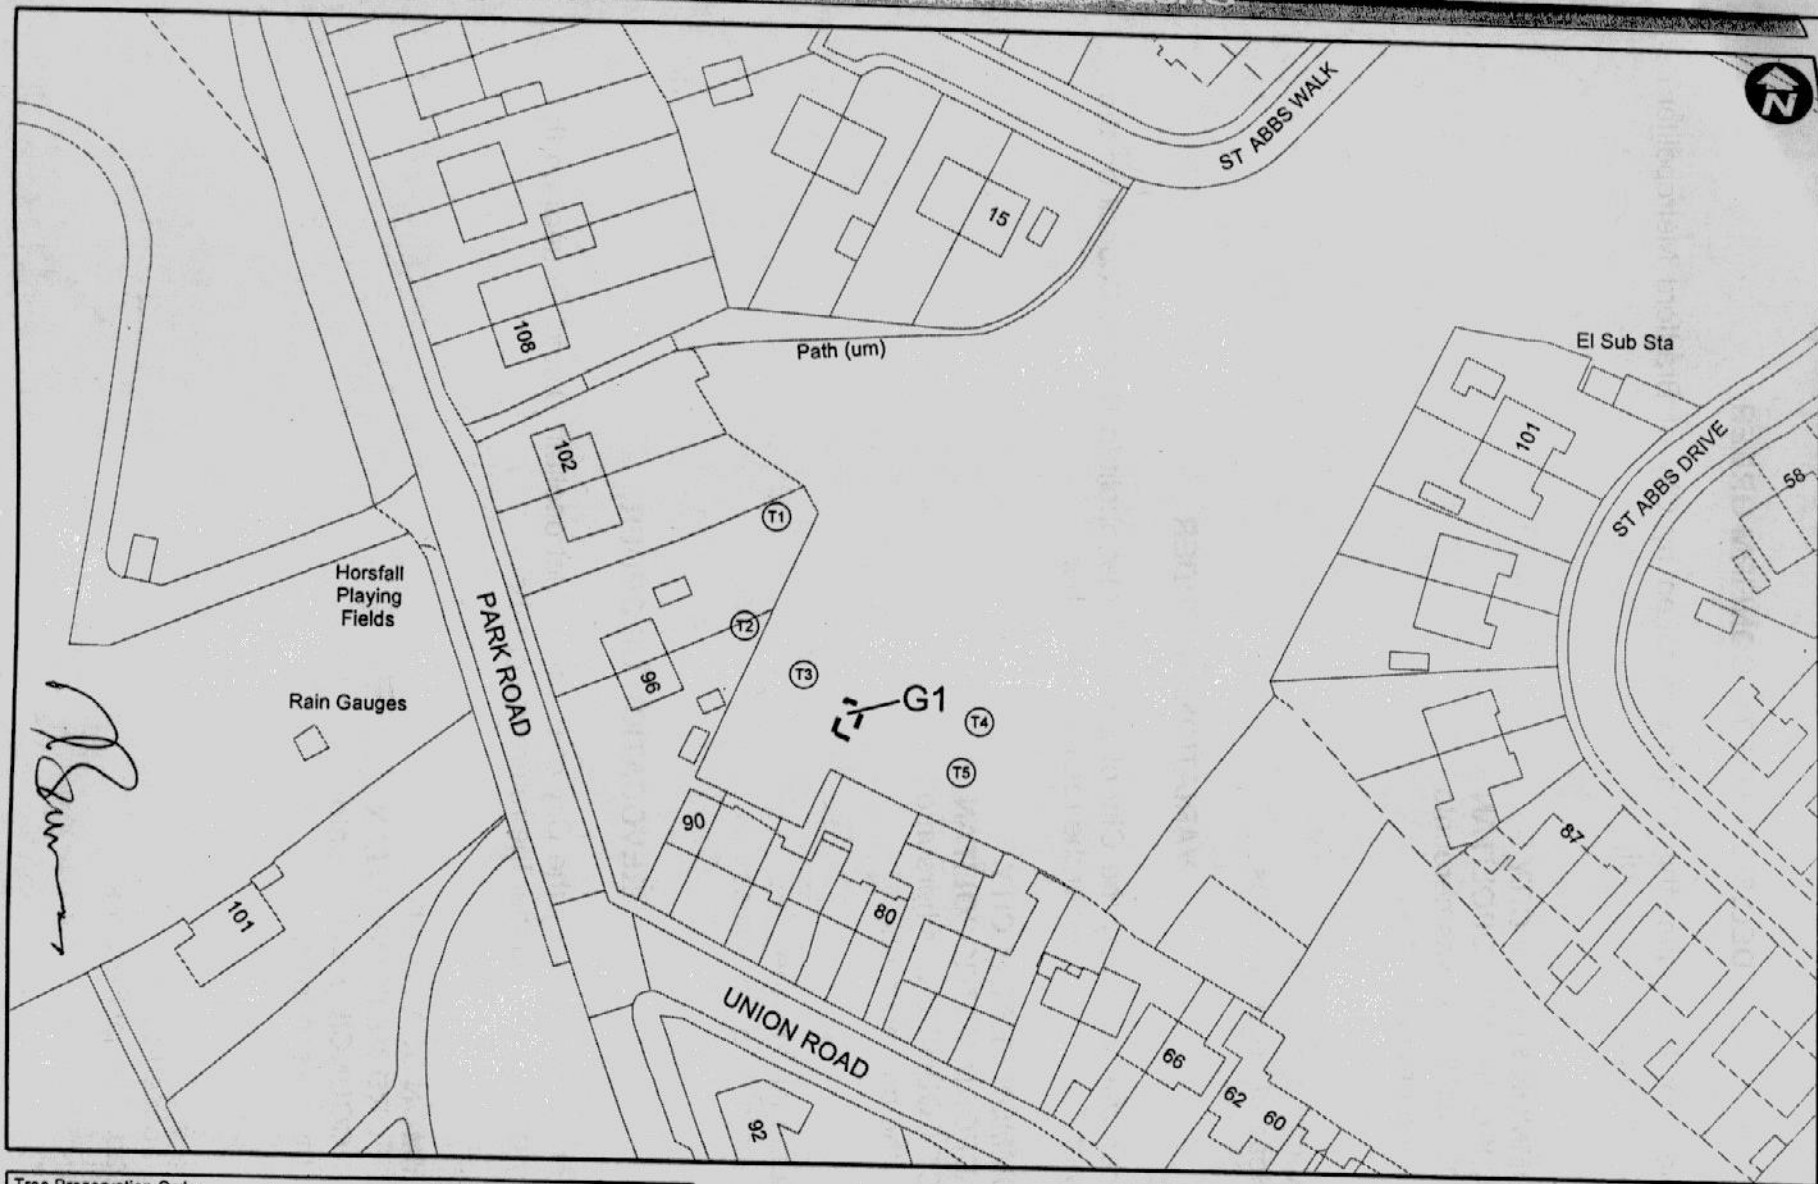 N
ST ABBS WALK
15
108
Path (um)
El Sub Sta
102
101
ST ABBS DRIVE
58
T1
Horsfall
Playing
Fields
PARK ROAD
T2
96
T3
G1
T4
Rain Gauges
T5
90
87
80
101
UNION ROAD
66
62
60
92